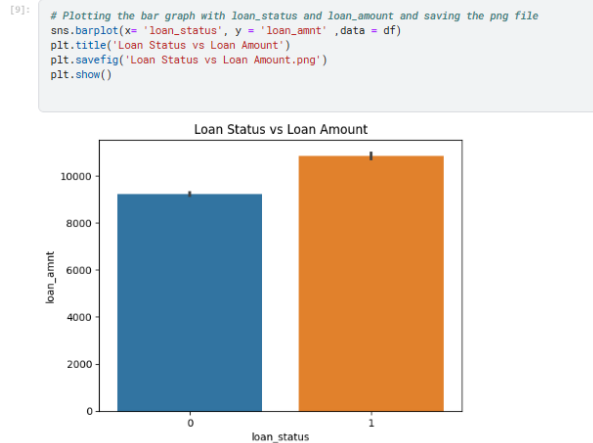 [9]:
# Plotting the bar graph with loan_status and loan_amount and saving the png file
sns.barplot(x= 'loan_status', y = 'loan_amnt' ,data = df)
plt.title('Loan Status vs Loan Amount')
plt.savefig('Loan Status vs Loan Amount.png')
plt.show()
Loan Status vs Loan Amount
10000
8000
6000
4000
2000
0
loan_amnt
0 1
loan_status